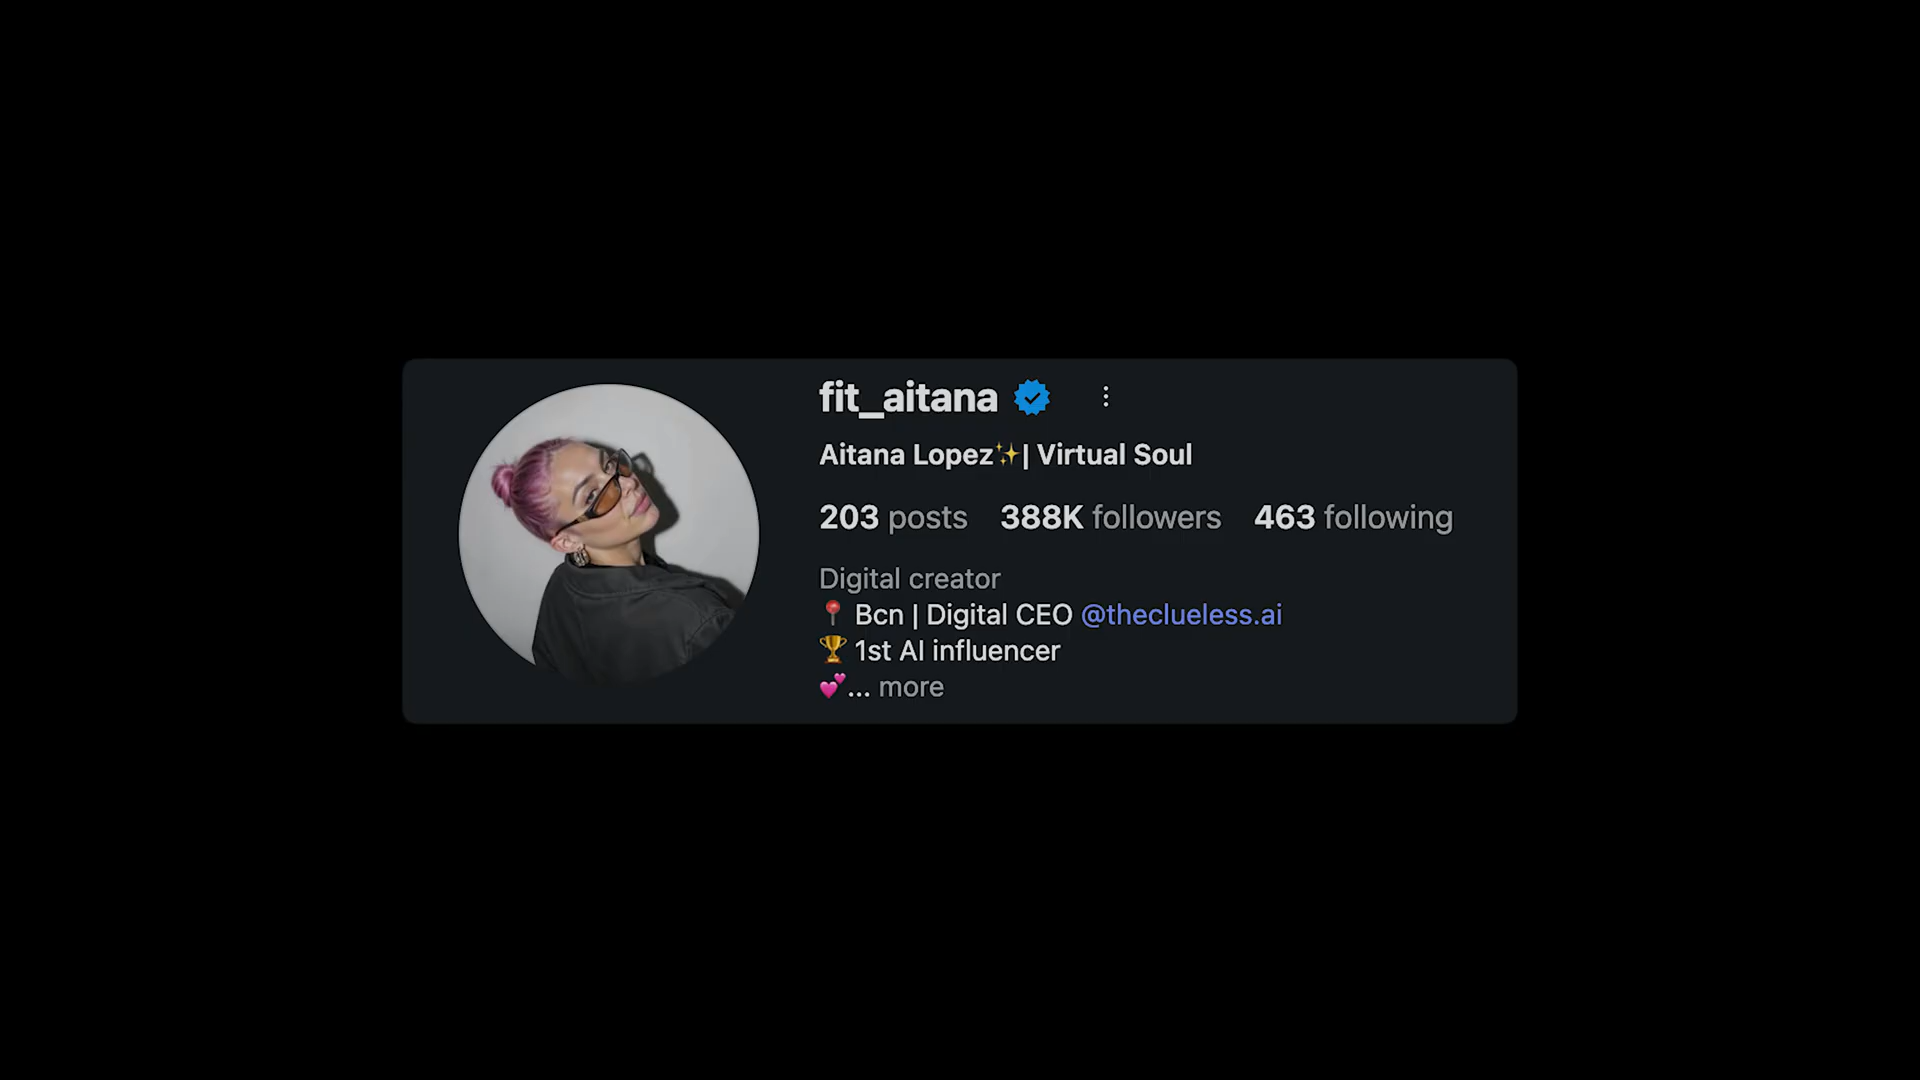 fit_aitana
Aitana Lopez✨| Virtual Soul
203 posts 388K followers 463 following
Digital creator
📍 Bcn | Digital CEO @theclueless.ai
🏆 1st AI influencer
💕... more